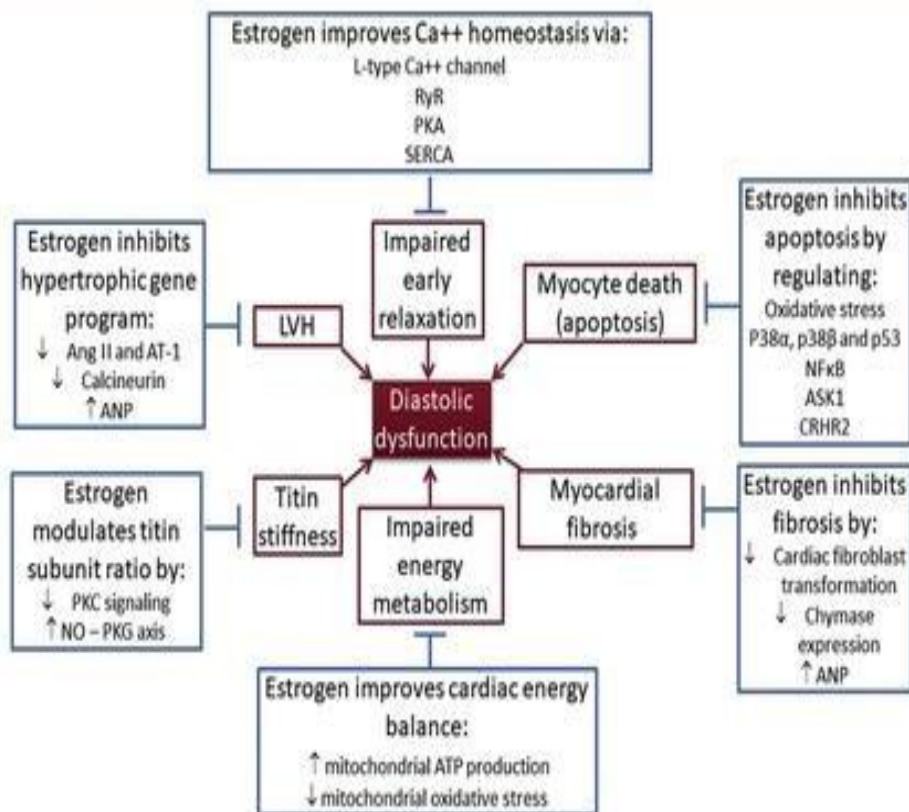 Estrogen improves Ca++ homeostasis via:
L-type Ca++ channel
RyR
PKA
SERCA
Estrogen inhibits
hypertrophic gene
program:
↓ Ang II and AT-1
↓ Calcineurin
↑ ANP
LVH
Impaired
early
relaxation
Myocyte death
(apoptosis)
Estrogen inhibits
apoptosis by
regulating:
Oxidative stress
P38α, p38β and p53
NFκB
ASK1
CRHR2
Diastolic
dysfunction
Estrogen
modulates titin
subunit ratio by:
↓ PKC signaling
↑ NO – PKG axis
Titin
stiffness
Impaired
energy
metabolism
Myocardial
fibrosis
Estrogen inhibits
fibrosis by:
↓ Cardiac fibroblast
transformation
↓ Chymase
expression
↑ ANP
Estrogen improves cardiac energy
balance:
↑ mitochondrial ATP production
↓ mitochondrial oxidative stress